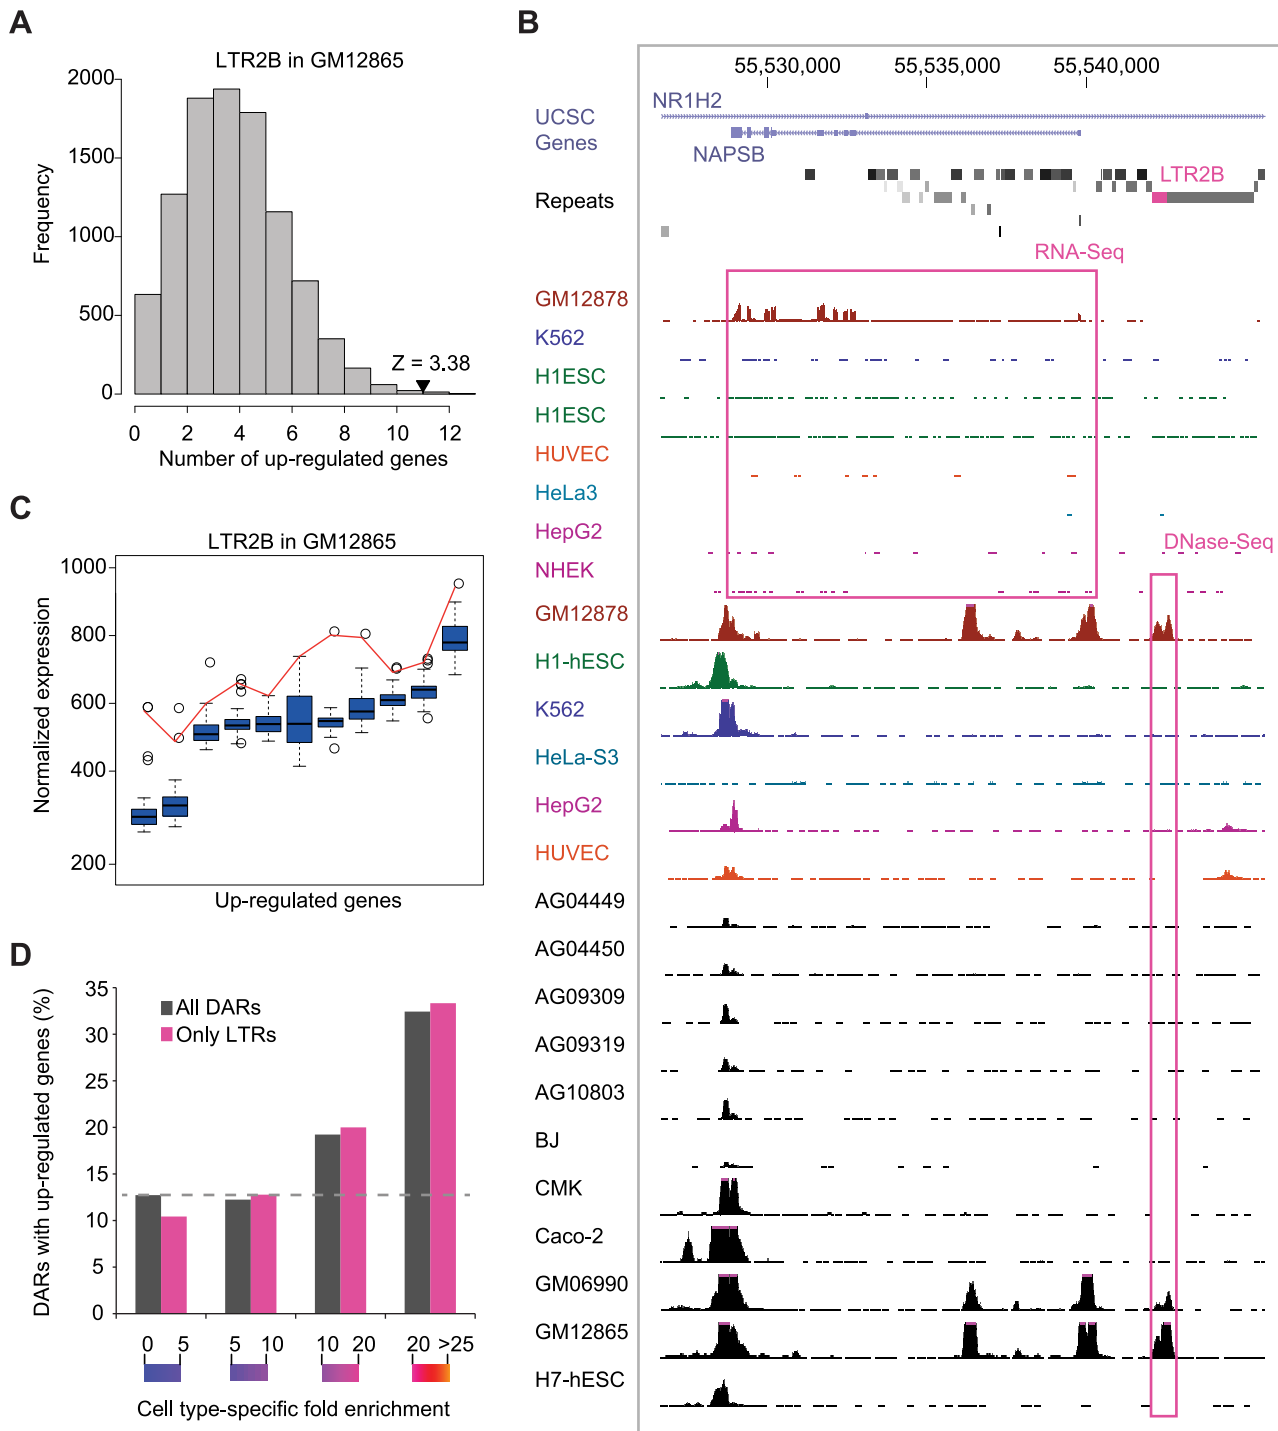 A
LTR2B in GM12865
2000
1500
1000
500
0
Frequency
Z = 3.38
0 2 4 6 8 10 12
Number of up-regulated genes
B
55,530,000 55,535,000 55,540,000
UCSC
Genes
NR1H2
NAPSB
Repeats
LTR2B
RNA-Seq
GM12878
K562
H1ESC
H1ESC
HUVEC
HeLa3
HepG2
NHEK
DNase-Seq
GM12878
H1-hESC
K562
HeLa-S3
HepG2
HUVEC
AG04449
AG04450
AG09309
AG09319
AG10803
BJ
CMK
Caco-2
GM06990
GM12865
H7-hESC
C
LTR2B in GM12865
1000
800
600
400
200
Normalized expression
Up-regulated genes
D
35
30
25
20
15
10
5
0
DARs with up-regulated genes (%)
All DARs
Only LTRs
0 5 5 10 10 20 20 >25
Cell type-specific fold enrichment